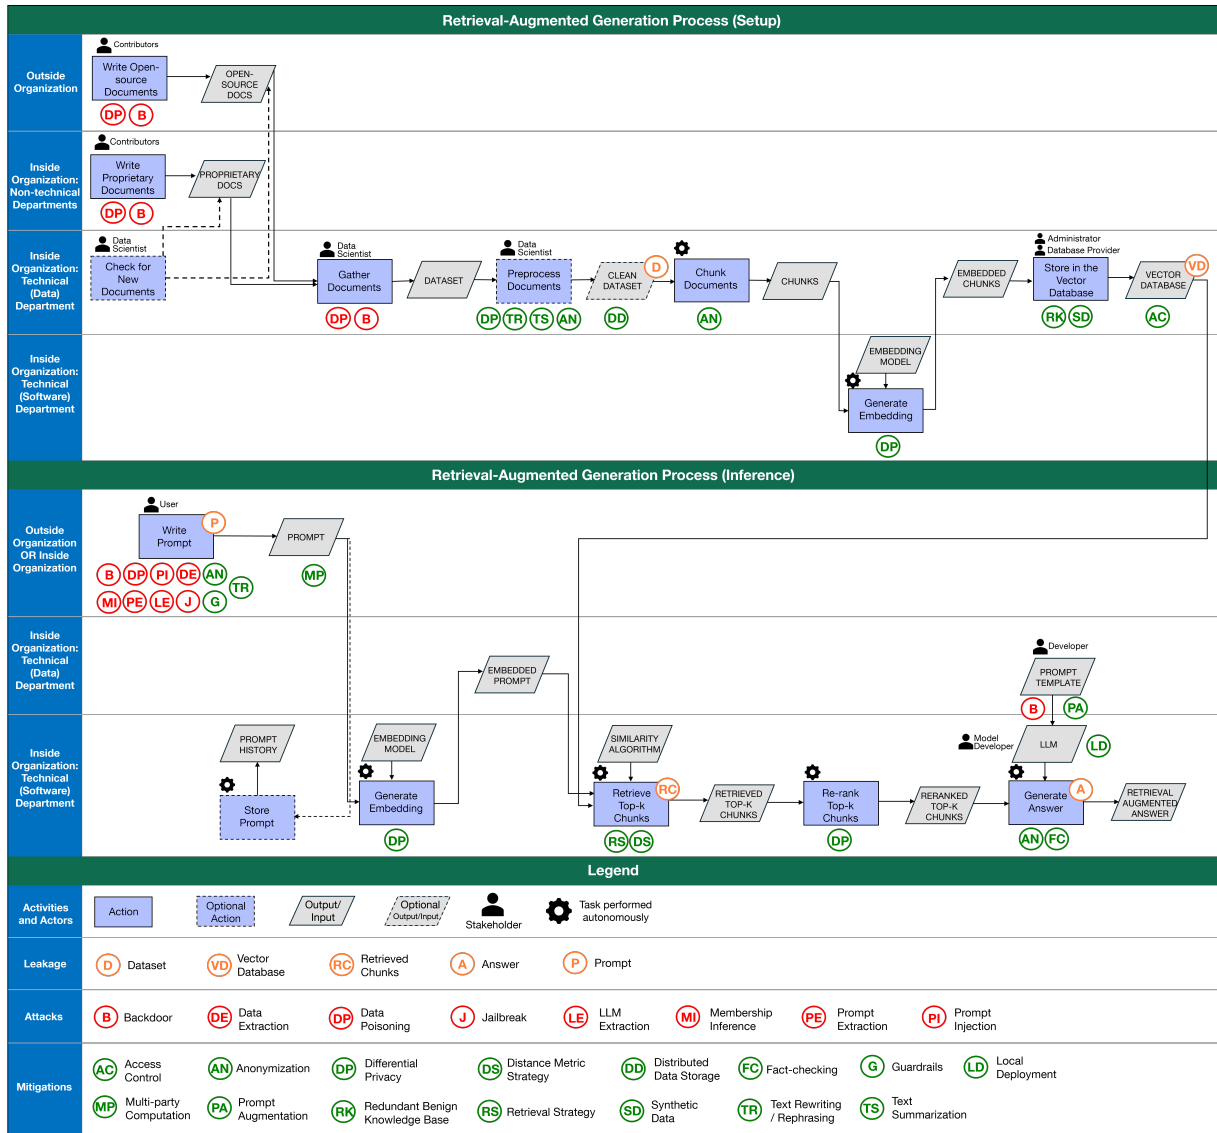 Retrieval-Augmented Generation Process (Setup)
Outside
Organization
Contributors
Write Open-
source
Documents
DP
B
OPEN-
SOURCE
DOCS
Inside
Organization:
Non-technical
Departments
Contributors
Write
Proprietary
Documents
DP
B
PROPRIETARY
DOCS
Inside
Organization:
Technical
(Data)
Department
Data
Scientist
Check for
New
Documents
Data
Scientist
Gather
Documents
DP
B
DATASET
Data
Scientist
Preprocess
Documents
DP
TR
TS
AN
CLEAN
DATASET
D
DD
Chunk
Documents
AN
CHUNKS
EMBEDDED
CHUNKS
Administrator
Database Provider
Store in the
Vector
Database
RK
SD
VECTOR
DATABASE
VD
AC
Inside
Organization:
Technical
(Software)
Department
EMBEDDING
MODEL
Generate
Embedding
DP
Retrieval-Augmented Generation Process (Inference)
Outside
Organization
OR Inside
Organization
User
Write
Prompt
P
B
DP
PI
DE
AN
TR
MI
PE
LE
J
G
PROMPT
MP
Inside
Organization:
Technical
(Data)
Department
EMBEDDED
PROMPT
Developer
PROMPT
TEMPLATE
B
PA
Inside
Organization:
Technical
(Software)
Department
PROMPT
HISTORY
Store
Prompt
EMBEDDING
MODEL
Generate
Embedding
DP
SIMILARITY
ALGORITHM
Retrieve
Top-k
Chunks
RC
RS
DS
RETRIEVED
TOP-K
CHUNKS
Re-rank
Top-k
Chunks
DP
RERANKED
TOP-K
CHUNKS
Model
Developer
LLM
LD
Generate
Answer
A
AN
FC
RETRIEVAL
AUGMENTED
ANSWER
Legend
Activities
and Actors
Action
Optional
Action
Output/
Input
Optional
Output/Input
Stakeholder
Task performed
autonomously
Leakage
D
Dataset
VD
Vector
Database
RC
Retrieved
Chunks
A
Answer
P
Prompt
Attacks
B
Backdoor
DE
Data
Extraction
DP
Data
Poisoning
J
Jailbreak
LE
LLM
Extraction
MI
Membership
Inference
PE
Prompt
Extraction
PI
Prompt
Injection
Mitigations
AC
Access
Control
AN
Anonymization
DP
Differential
Privacy
DS
Distance Metric
Strategy
DD
Distributed
Data Storage
FC
Fact-checking
G
Guardrails
LD
Local
Deployment
MP
Multi-party
Computation
PA
Prompt
Augmentation
RK
Redundant Benign
Knowledge Base
RS
Retrieval Strategy
SD
Synthetic
Data
TR
Text Rewriting
/ Rephrasing
TS
Text
Summarization